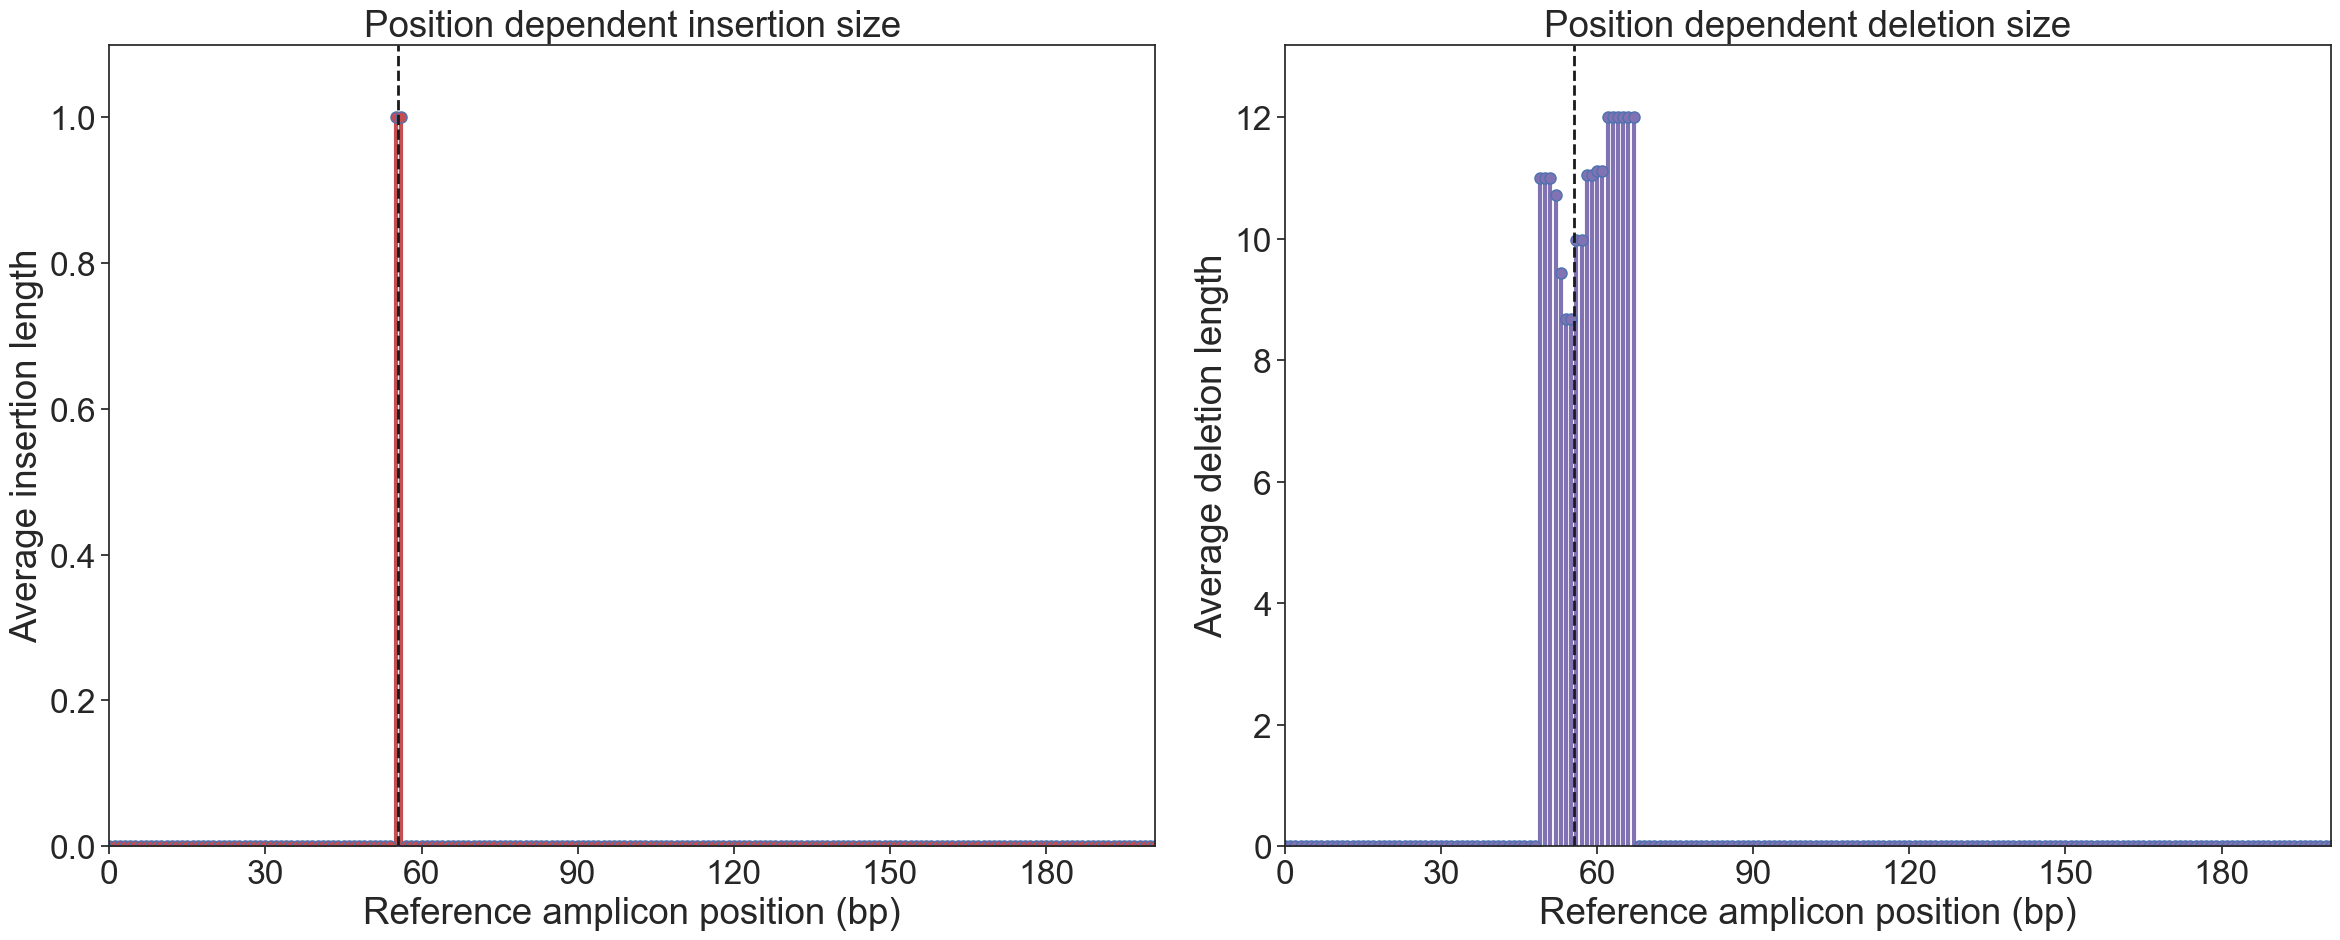 Position dependent insertion size
Average insertion length
1.0
0.8
0.6
0.4
0.2
0.0
0 30 60 90 120 150 180
Reference amplicon position (bp)
Position dependent deletion size
Average deletion length
12
10
8
6
4
2
0
0 30 60 90 120 150 180
Reference amplicon position (bp)